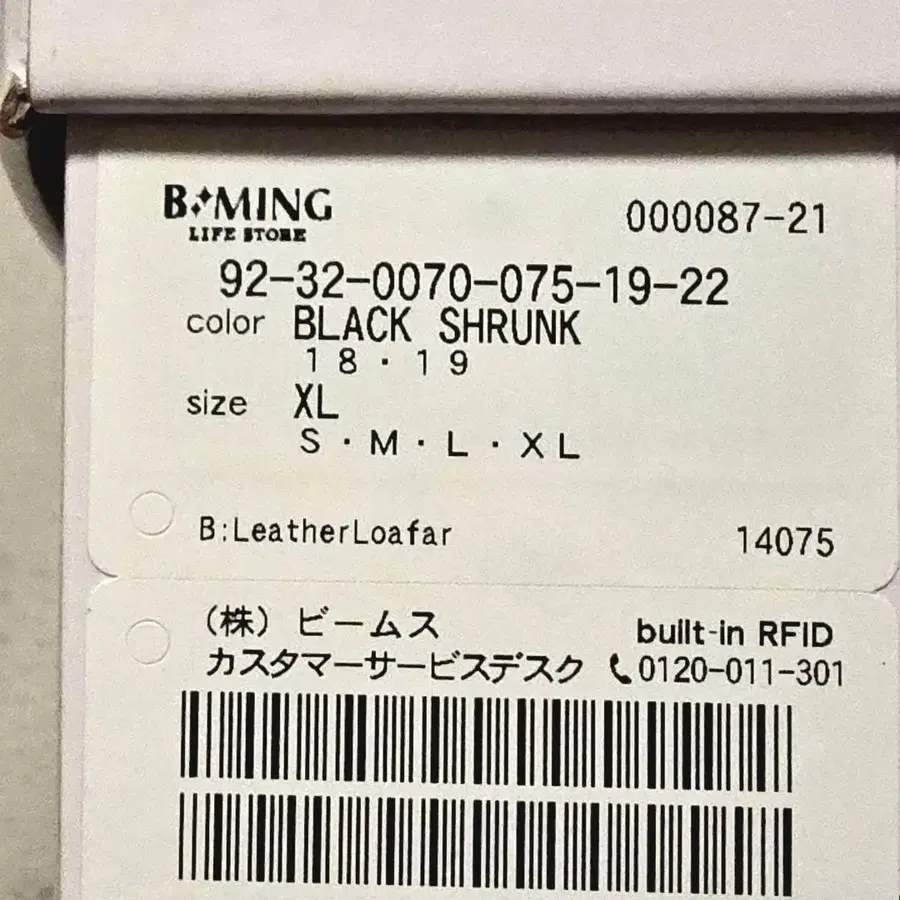 B✦MING
LIFE STORE
000087-21
92-32-0070-075-19-22
color BLACK SHRUNK
18・19
size XL
S・M・L・XL
B:LeatherLoafar 14075
(株)ビームス built-in RFID
カスタマーサービスデスク 0120-011-301